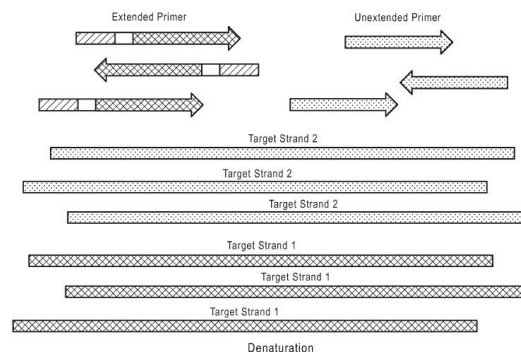 Extended Primer
Unextended Primer
Target Strand 2
Target Strand 2
Target Strand 2
Target Strand 1
Target Strand 1
Target Strand 1
Denaturation